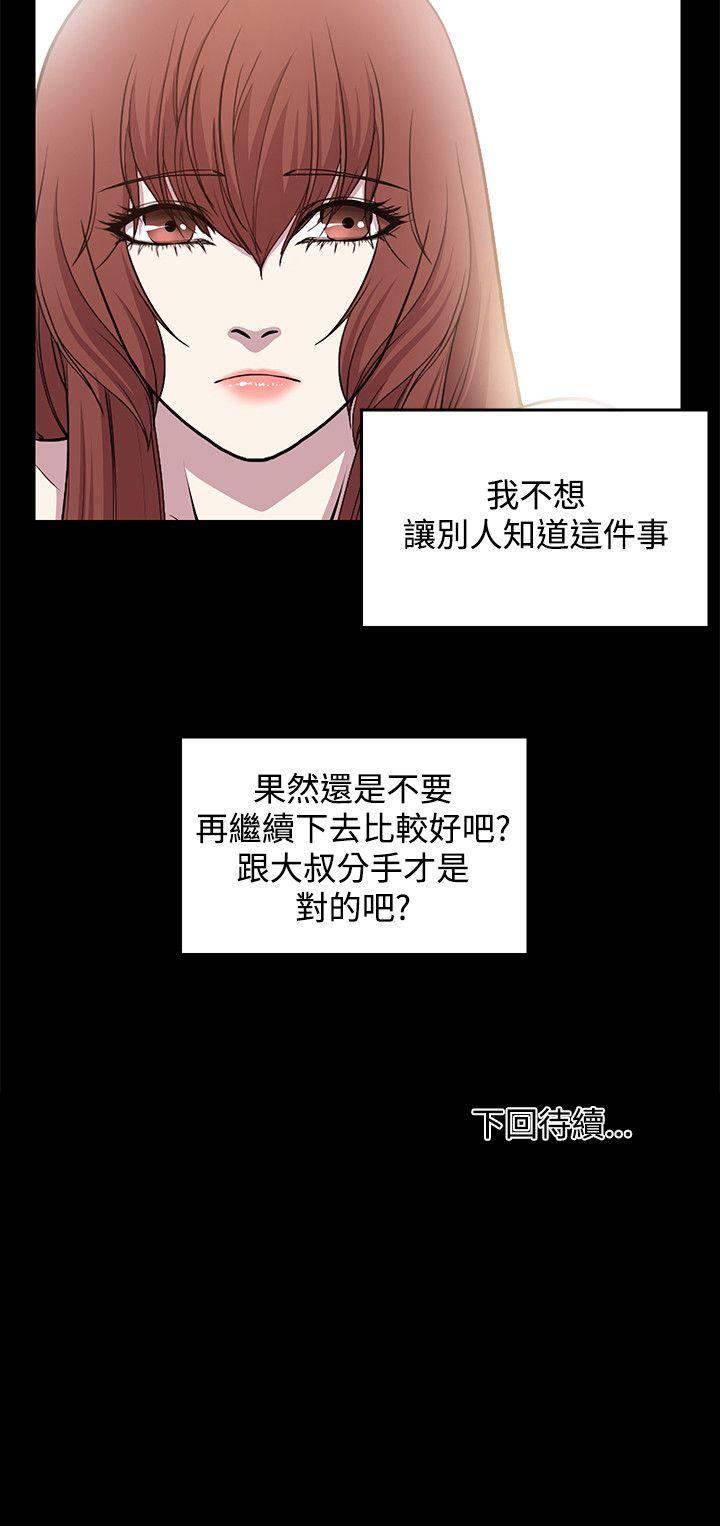 我不想
讓別人知道這件事
果然還是不要
再繼續下去比較好吧?
跟大叔分手才是
對的吧?
下回待續...